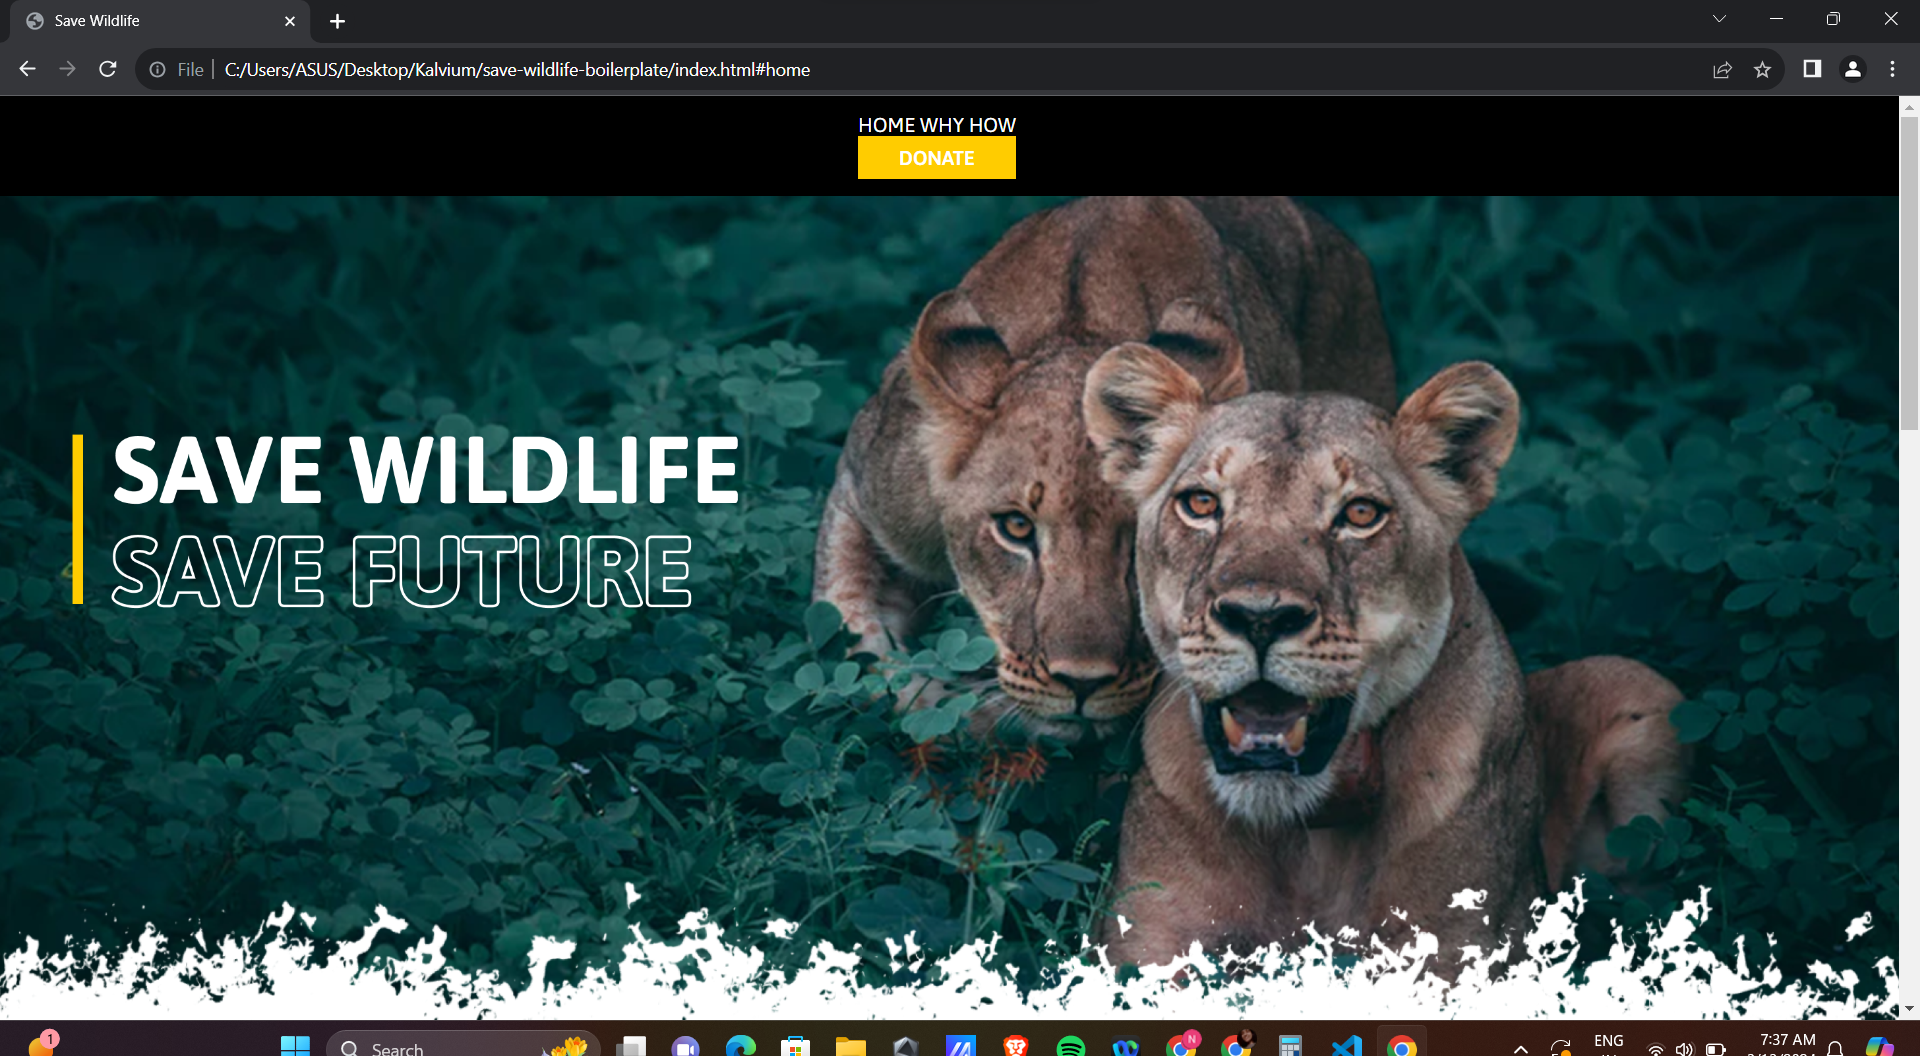 Save Wildlife
File
C:/Users/ASUS/Desktop/Kalvium/save-wildlife-boilerplate/index.html#home
HOME WHY HOW
DONATE
SAVE WILDLIFE
SAVE FUTURE
1
Search
N
ENG
7:37 AM